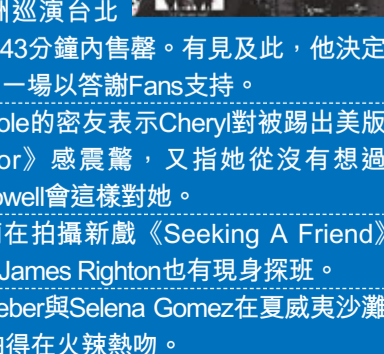 洲巡演台北
43分鐘內售罄。有見及此，他決定
一場以答謝Fans支持。
ole的密友表示Cheryl對被踢出美版
or》感震驚，又指她從沒有想過
owell會這樣對她。
在拍攝新戲《Seeking A Friend》
James Righton也有現身探班。
eber與Selena Gomez在夏威夷沙灘
拍得在火辣熱吻。